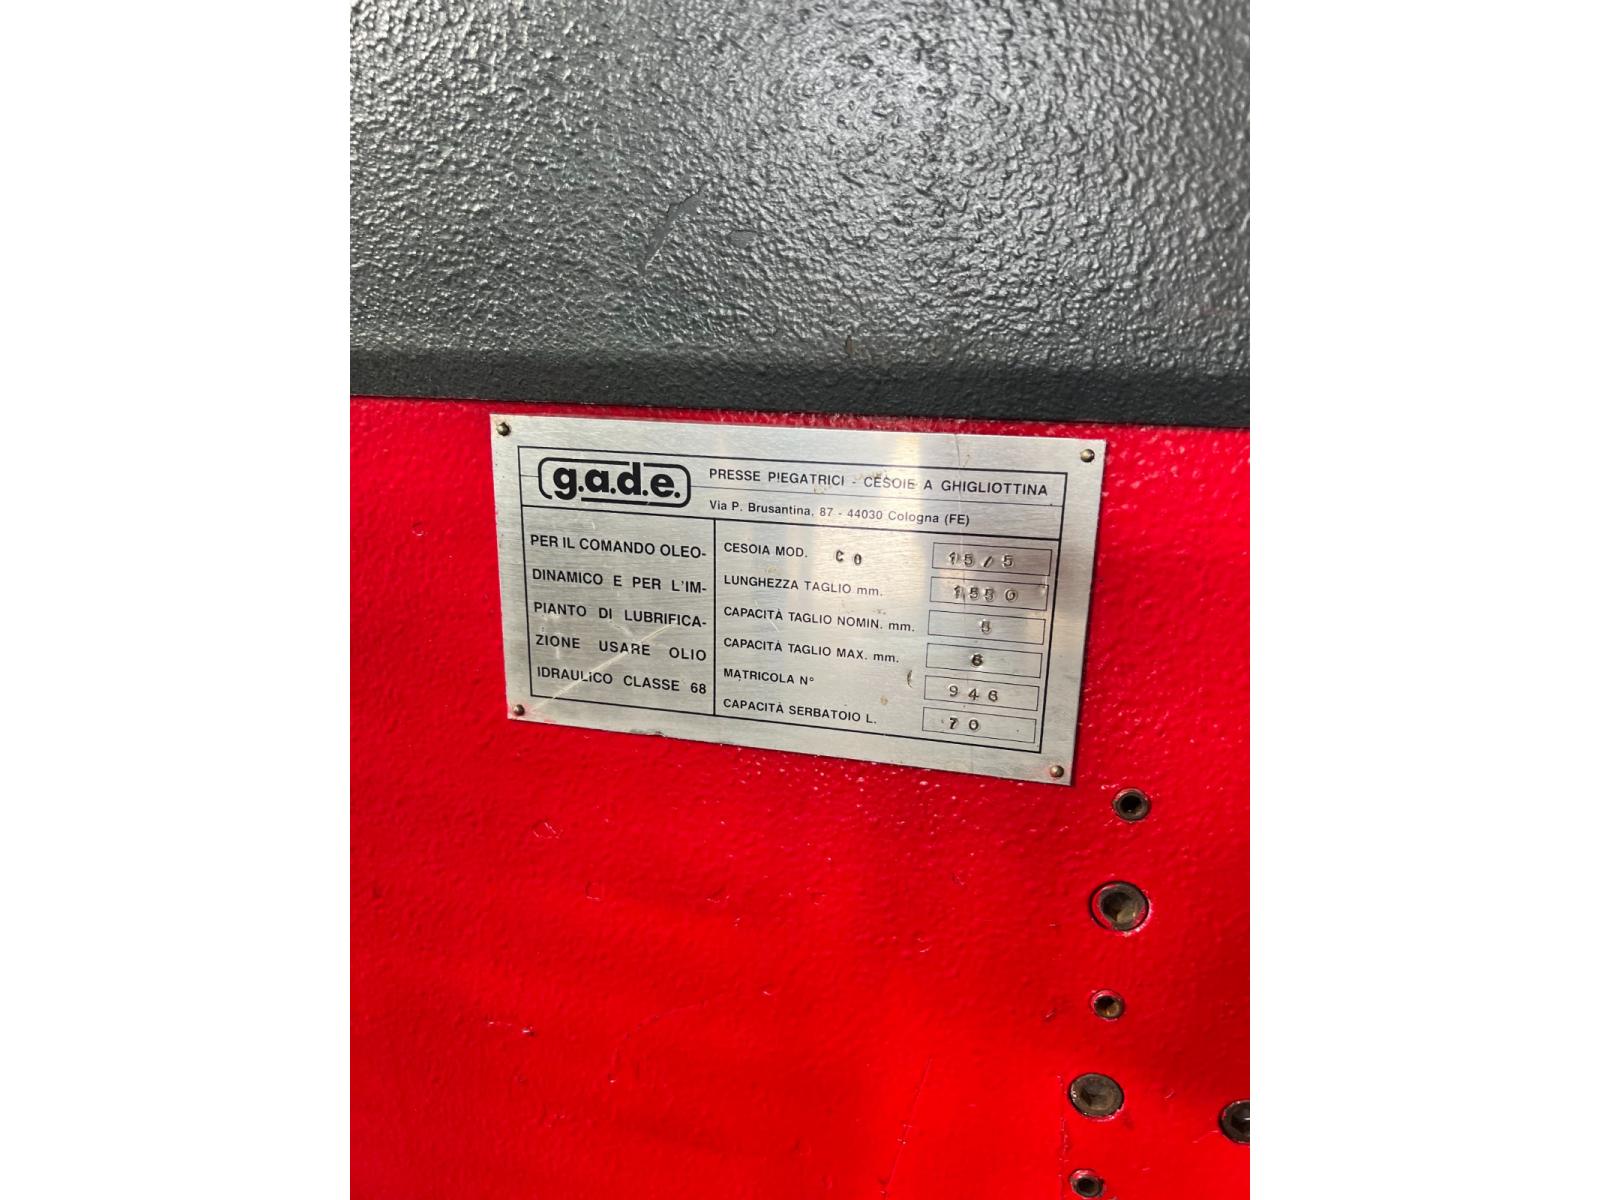 g.a.d.e.
PRESSE PIEGATRICI - CESOIE A GHIGLIOTTINA
Via P. Brusantina, 87 - 44030 Cologna (FE)
PER IL COMANDO OLEO-
DINAMICO E PER L'IM-
PIANTO DI LUBRIFICA-
ZIONE USARE OLIO
IDRAULICO CLASSE 68
CESOIA MOD. CO 15/5
LUNGHEZZA TAGLIO mm. 1550
CAPACITÀ TAGLIO NOMIN. mm. 5
CAPACITÀ TAGLIO MAX. mm. 6
MATRICOLA N° 946
CAPACITÀ SERBATOIO L. 70